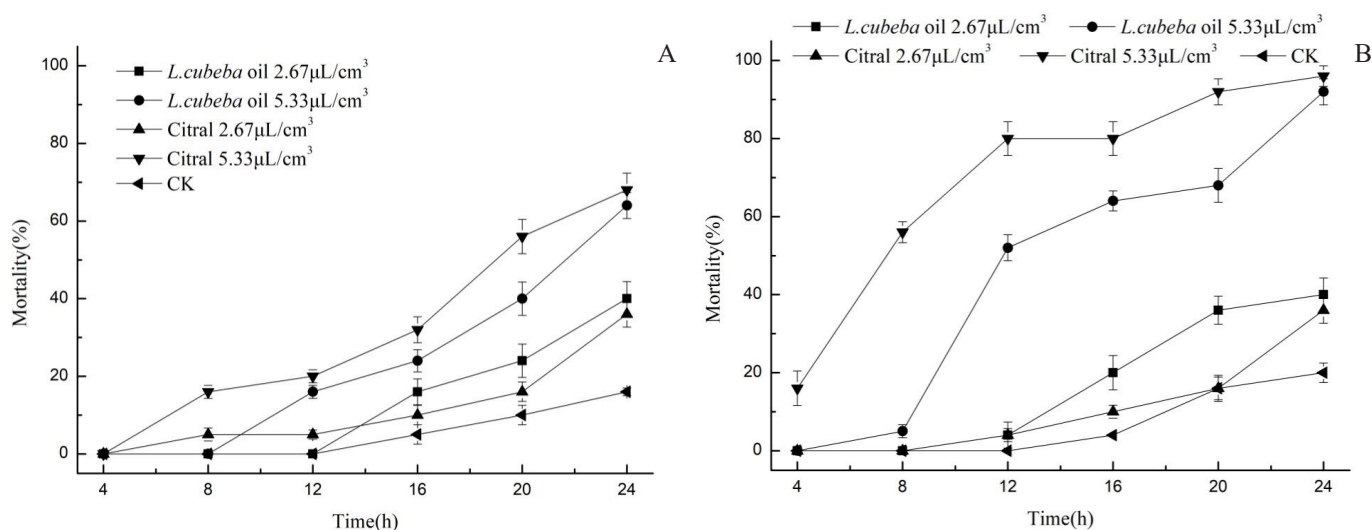 A
L.cubeba oil 2.67μL/cm³
L.cubeba oil 5.33μL/cm³
Citral 2.67μL/cm³
Citral 5.33μL/cm³
CK
Mortality(%)
100
80
60
40
20
0
4 8 12 16 20 24
Time(h)
L.cubeba oil 2.67μL/cm³ L.cubeba oil 5.33μL/cm³
Citral 2.67μL/cm³ Citral 5.33μL/cm³ CK
B
Mortality(%)
100
80
60
40
20
0
4 8 12 16 20 24
Time(h)